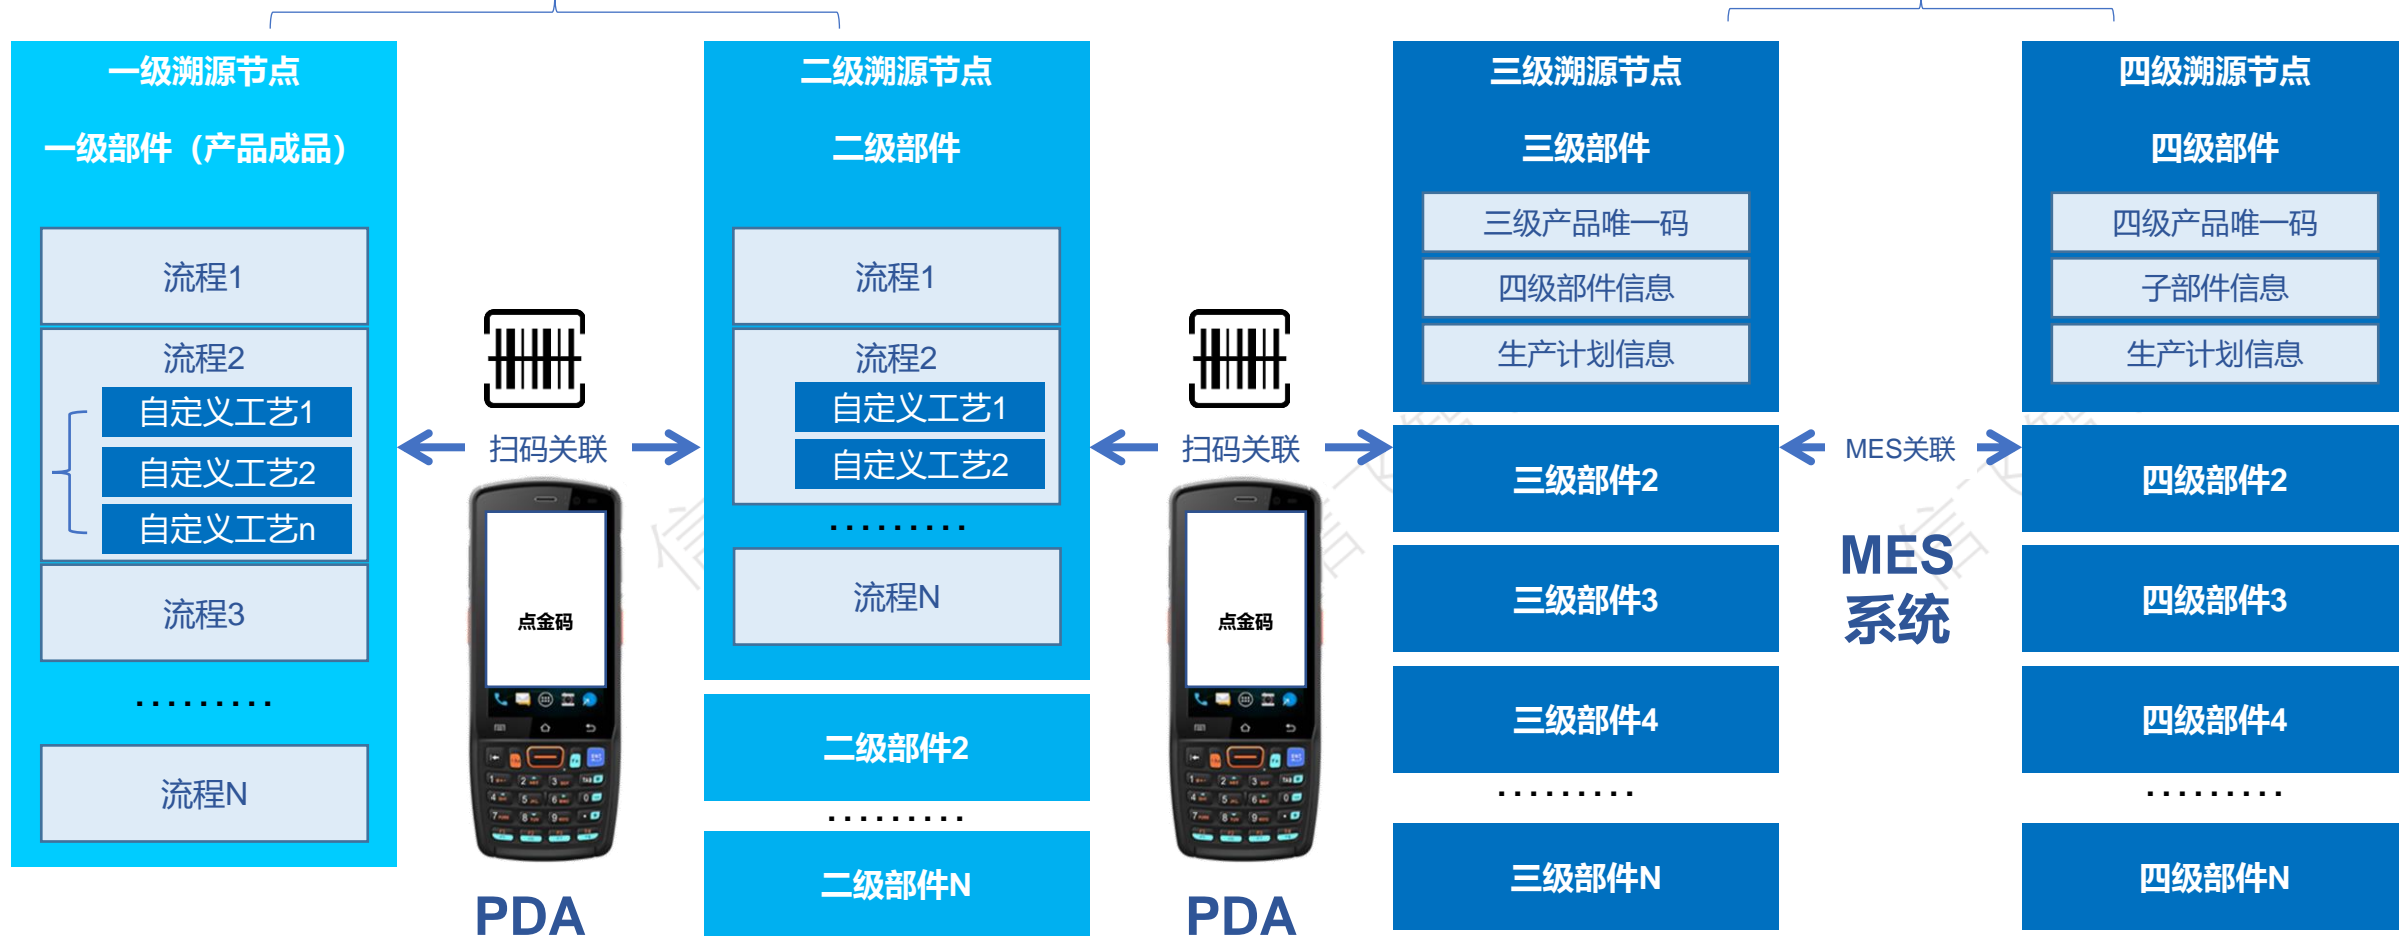 一级溯源节点
一级部件（产品成品）
流程1
流程2
自定义工艺1
自定义工艺2
自定义工艺n
流程3
·········
流程N
扫码关联
点金码
PDA
二级溯源节点
二级部件
流程1
流程2
自定义工艺1
自定义工艺2
·········
流程N
二级部件2
·········
二级部件N
扫码关联
点金码
PDA
三级溯源节点
三级部件
三级产品唯一码
四级部件信息
生产计划信息
三级部件2
三级部件3
三级部件4
·········
三级部件N
MES关联
MES
系统
四级溯源节点
四级部件
四级产品唯一码
子部件信息
生产计划信息
四级部件2
四级部件3
四级部件4
·········
四级部件N